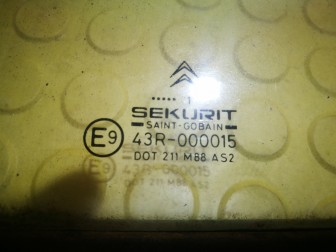 ..... 1
SEKURIT
SAINT-GOBAIN
E9 43R-000015
DOT 211 M88 AS2